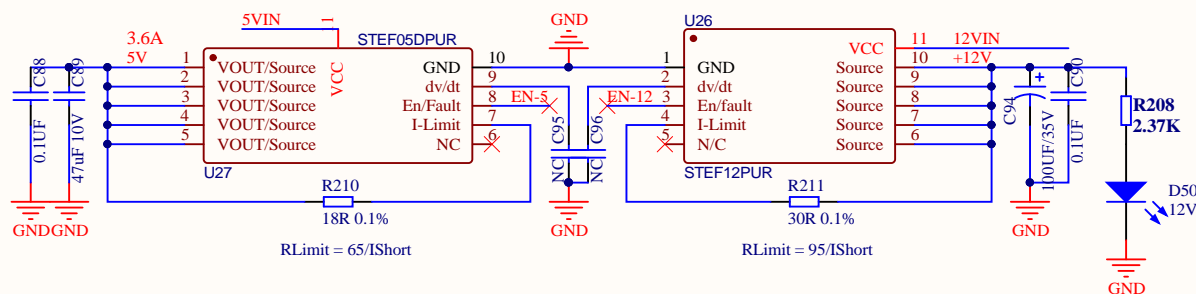 5VIN
11
STEF05DPUR
3.6A
5V
C88
0.1UF
C89
47uF 10V
GND
GND
1
2
3
4
5
VOUT/Source
VOUT/Source
VOUT/Source
VOUT/Source
VOUT/Source
VCC
GND
dv/dt
En/Fault
I-Limit
NC
10
9
8
7
6
U27
EN-5
R210
18R 0.1%
RLimit = 65/IShort
GND
C95
NC
C96
NC
GND
EN-12
U26
1
2
3
4
5
GND
dv/dt
En/fault
I-Limit
N/C
VCC
Source
Source
Source
Source
Source
11
10
9
8
7
6
12VIN
+12V
STEF12PUR
R211
30R 0.1%
RLimit = 95/IShort
C94
100UF/35V
+
C90
0.1UF
GND
R208
2.37K
D50
12V
GND